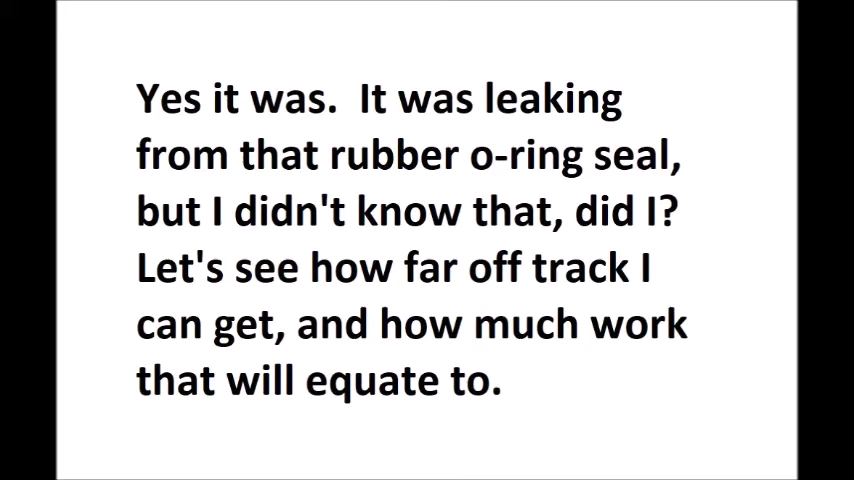 Yes it was.  It was leaking
from that rubber o-ring seal,
but I didn't know that, did I?
Let's see how far off track I
can get, and how much work
that will equate to.